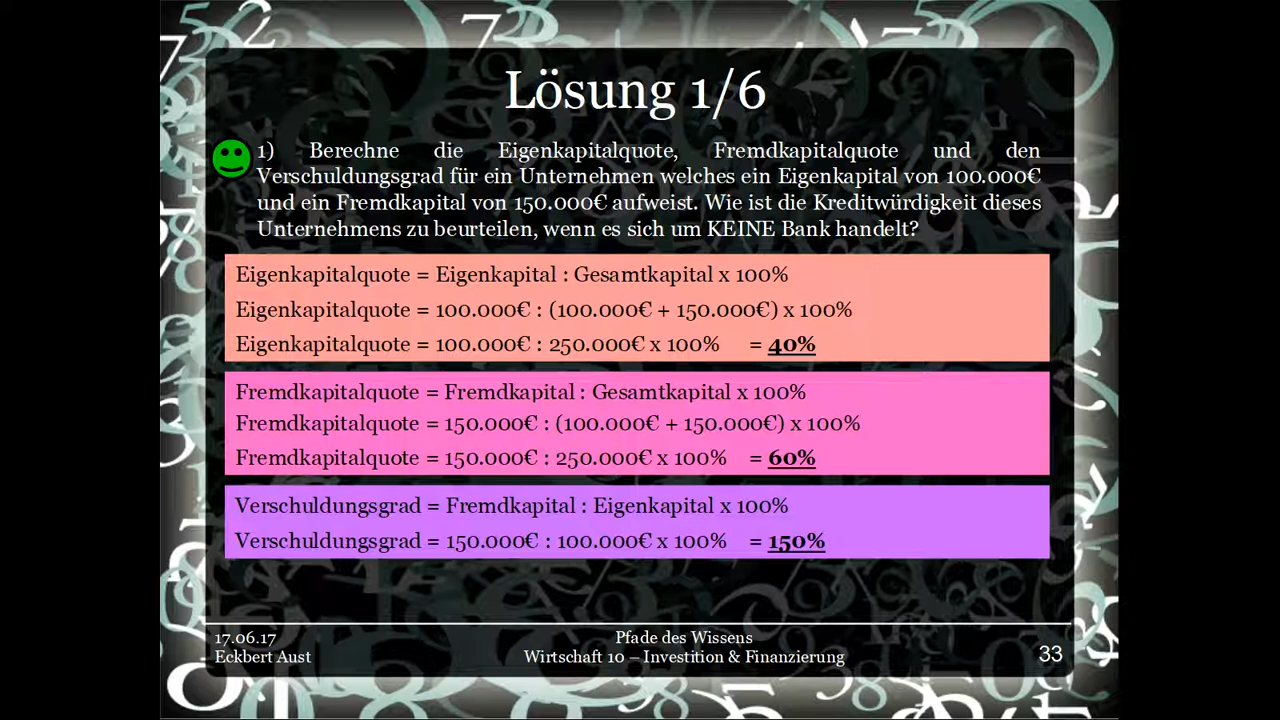 Lösung 1/6
1) Berechne die Eigenkapitalquote, Fremdkapitalquote und den
Verschuldungsgrad für ein Unternehmen welches ein Eigenkapital von 100.000€
und ein Fremdkapital von 150.000€ aufweist. Wie ist die Kreditwürdigkeit dieses
Unternehmens zu beurteilen, wenn es sich um KEINE Bank handelt?
Eigenkapitalquote = Eigenkapital : Gesamtkapital x 100%
Eigenkapitalquote = 100.000€ : (100.000€ + 150.000€) x 100%
Eigenkapitalquote = 100.000€ : 250.000€ x 100% = 40%
Fremdkapitalquote = Fremdkapital : Gesamtkapital x 100%
Fremdkapitalquote = 150.000€ : (100.000€ + 150.000€) x 100%
Fremdkapitalquote = 150.000€ : 250.000€ x 100% = 60%
Verschuldungsgrad = Fremdkapital : Eigenkapital x 100%
Verschuldungsgrad = 150.000€ : 100.000€ x 100% = 150%
17.06.17
Eckbert Aust
Pfade des Wissens
Wirtschaft 10 – Investition & Finanzierung
33